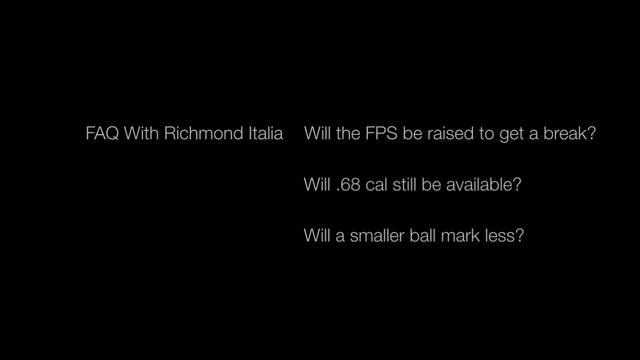 FAQ With Richmond Italia Will the FPS be raised to get a break?
Will .68 cal still be available?
Will a smaller ball mark less?